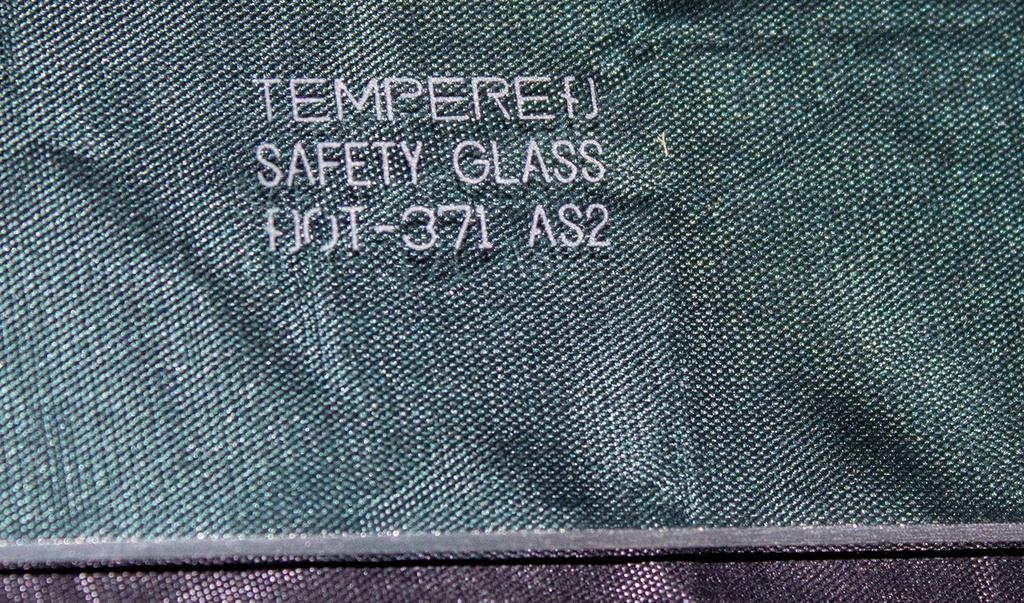 TEMPERED
SAFETY GLASS
DOT-371 AS2